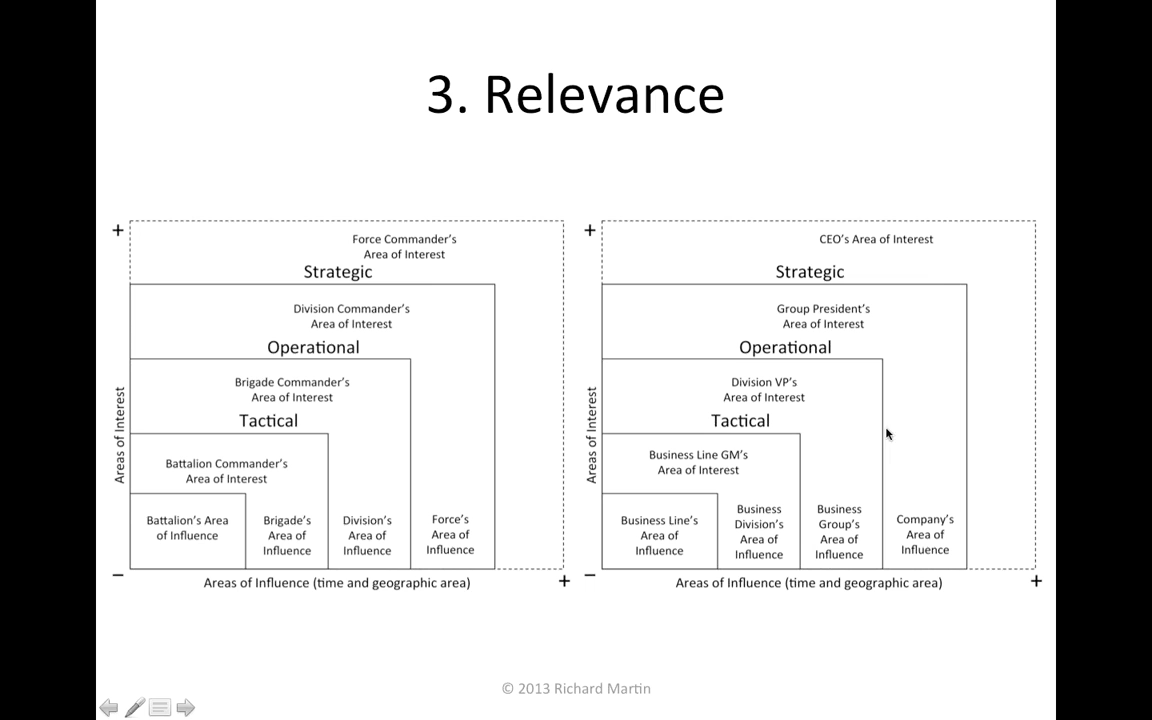 3. Relevance
+
Force Commander's
Area of Interest
Strategic
Division Commander's
Area of Interest
Operational
Brigade Commander's
Area of Interest
Tactical
Battalion Commander's
Area of Interest
Battalion's Area
of Influence
Brigade's
Area of
Influence
Division's
Area of
Influence
Force's
Area of
Influence
Areas of Interest
−
Areas of Influence (time and geographic area)
+
+
CEO's Area of Interest
Strategic
Group President's
Area of Interest
Operational
Division VP's
Area of Interest
Tactical
Business Line GM's
Area of Interest
Business Line's
Area of
Influence
Business
Division's
Area of
Influence
Business
Group's
Area of
Influence
Company's
Area of
Influence
Areas of Interest
−
Areas of Influence (time and geographic area)
+
© 2013 Richard Martin